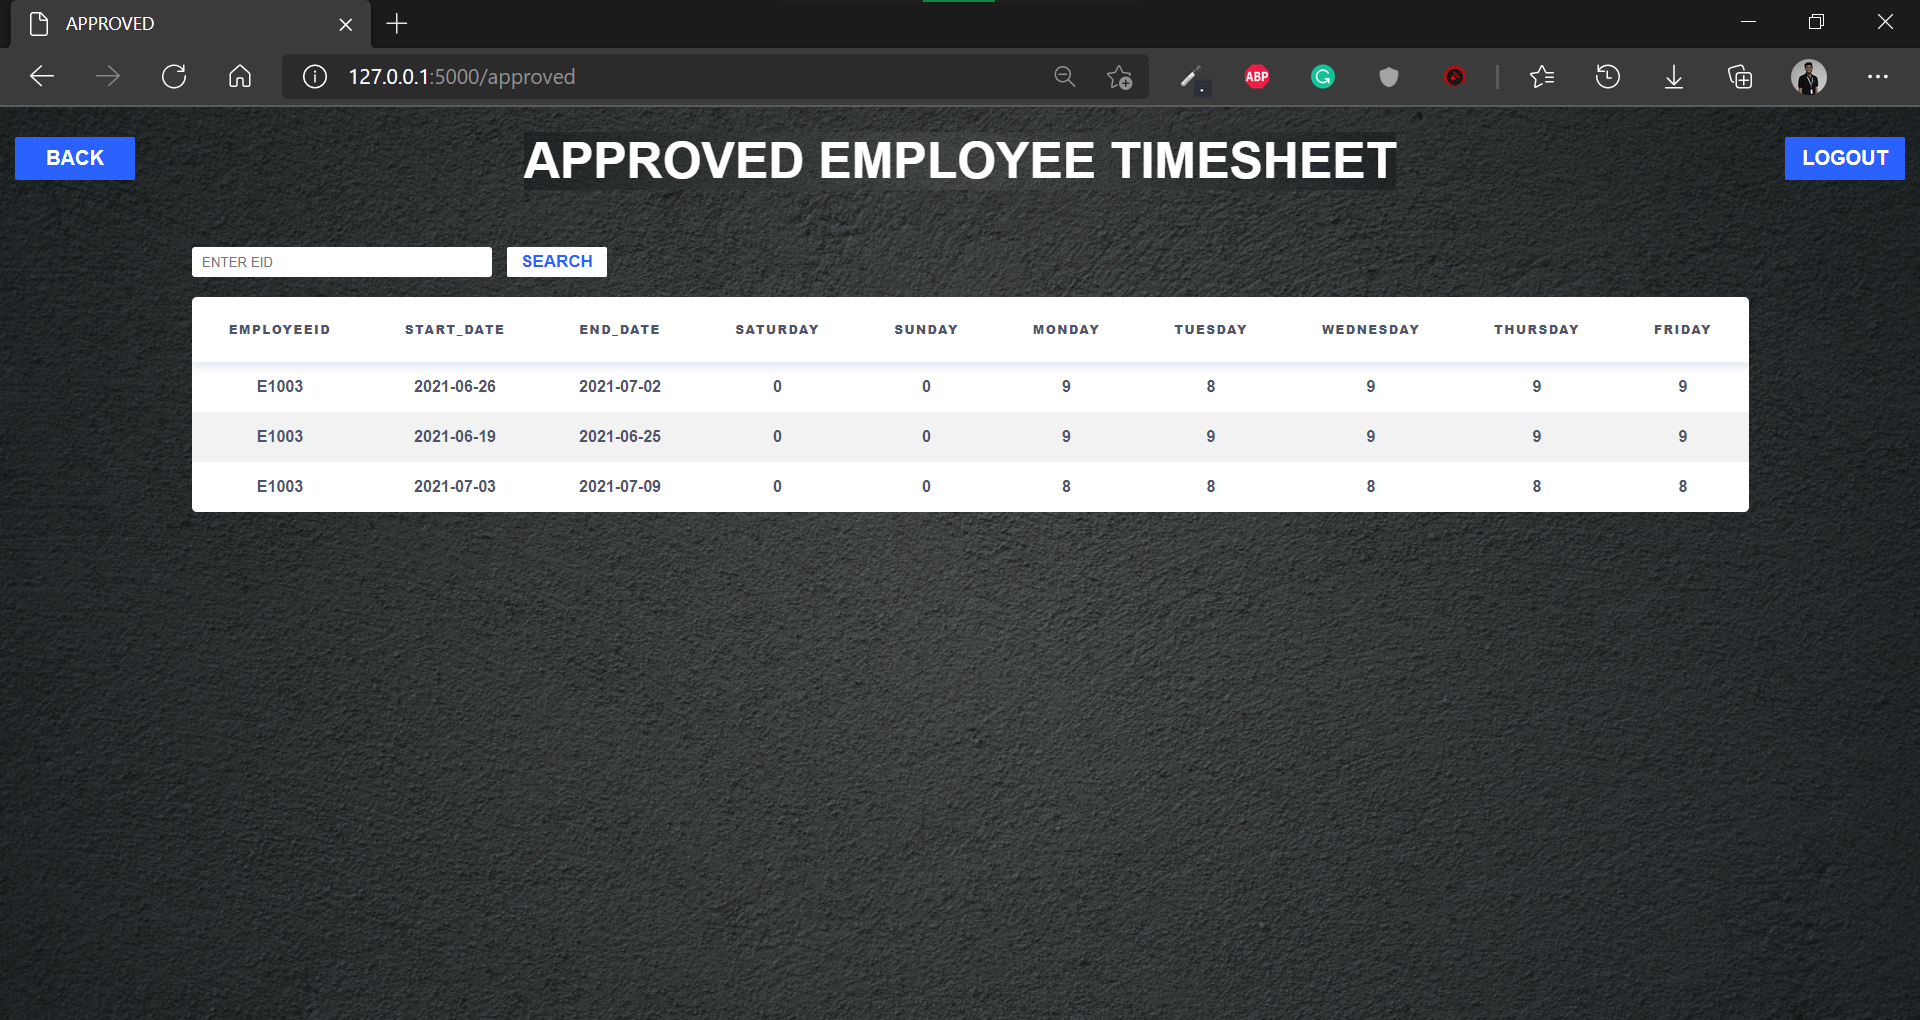 APPROVED
127.0.0.1:5000/approved
ABP
BACK
APPROVED EMPLOYEE TIMESHEET
LOGOUT
ENTER EID
SEARCH
EMPLOYEEID START_DATE END_DATE SATURDAY SUNDAY MONDAY TUESDAY WEDNESDAY THURSDAY FRIDAY
E1003 2021-06-26 2021-07-02 0 0 9 8 9 9 9
E1003 2021-06-19 2021-06-25 0 0 9 9 9 9 9
E1003 2021-07-03 2021-07-09 0 0 8 8 8 8 8